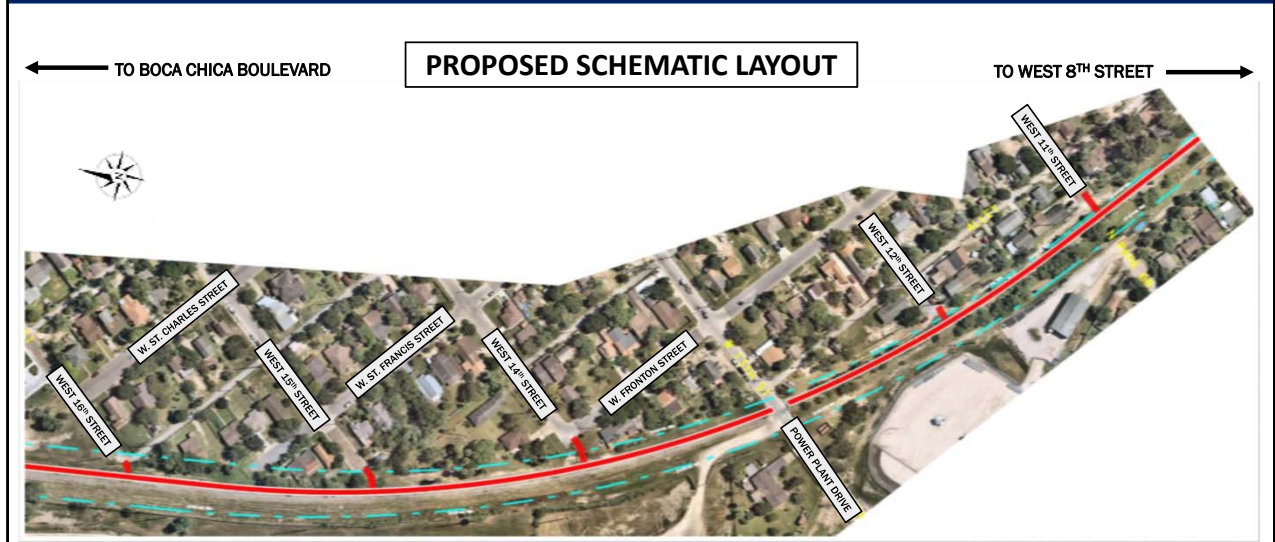 PROPOSED SCHEMATIC LAYOUT
TO BOCA CHICA BOULEVARD
TO WEST 8TH STREET
WEST 11th STREET
N
WEST 12th STREET
W. ST. CHARLES STREET
W. ST. FRANCIS STREET
WEST 14th STREET
W. FRONTON STREET
WEST 15th STREET
WEST 16th STREET
POWER PLANT DRIVE